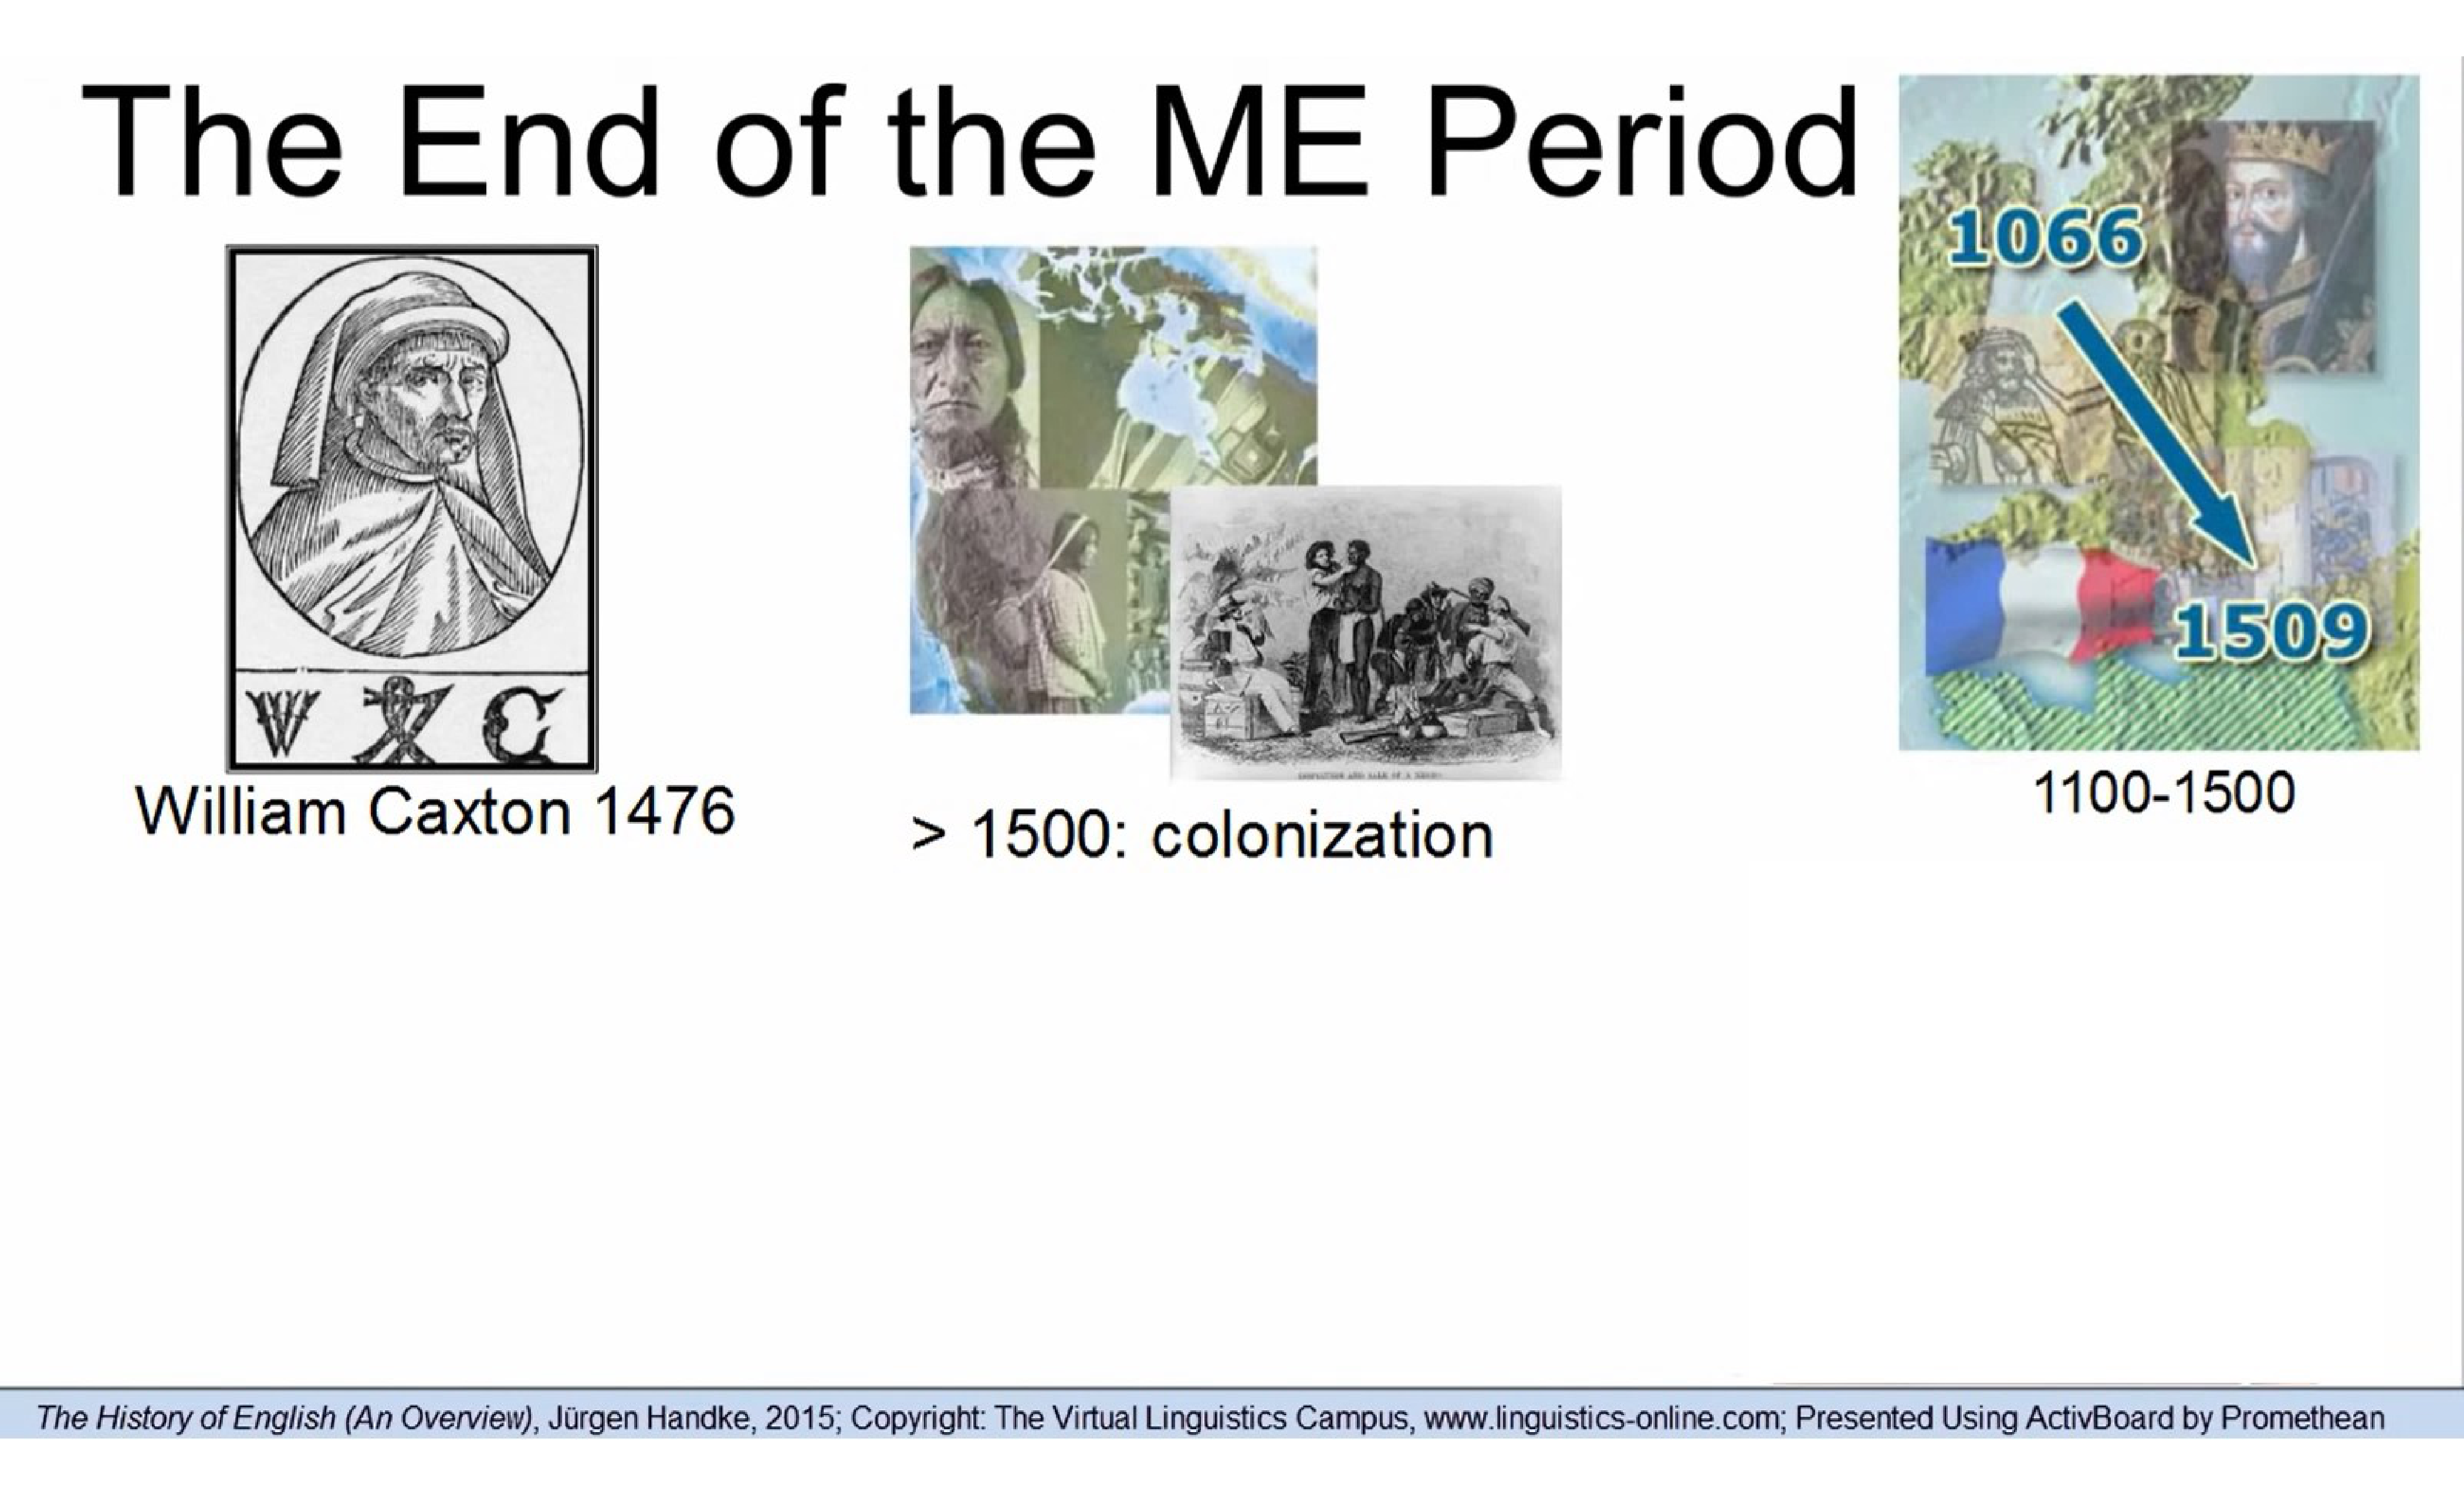 The End of the ME Period
1066
1509
W C
William Caxton 1476
> 1500: colonization
1100-1500
The History of English (An Overview), Jürgen Handke, 2015; Copyright: The Virtual Linguistics Campus, www.linguistics-online.com; Presented Using ActivBoard by Promethean